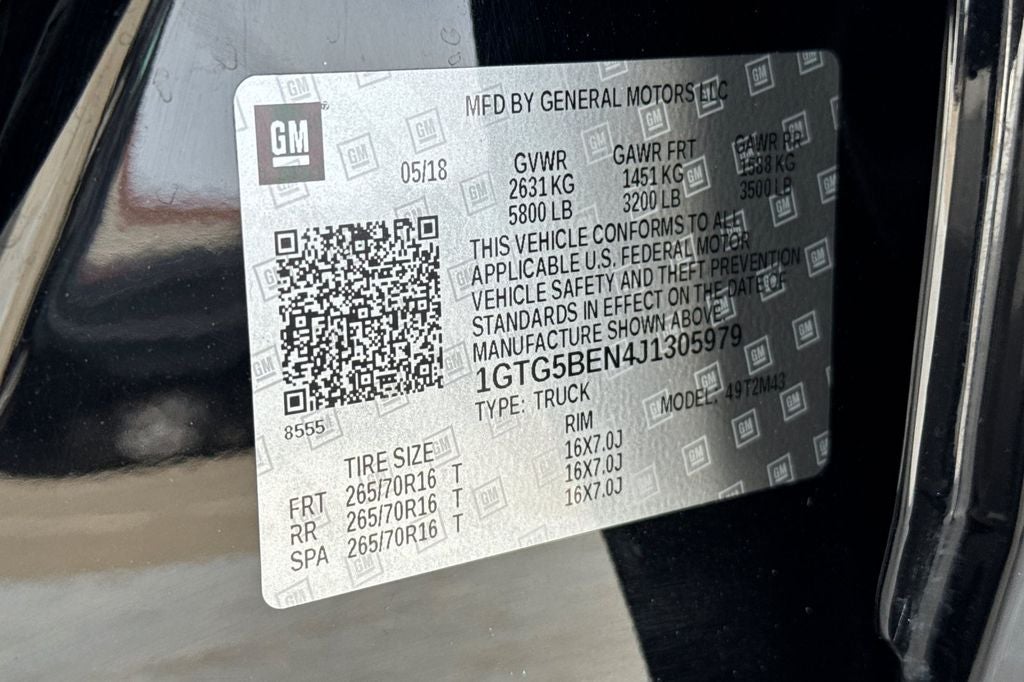 GM
MFD BY GENERAL MOTORS LLC
05/18
GVWR GAWR FRT GAWR RR
2631 KG 1451 KG 1588 KG
5800 LB 3200 LB 3500 LB
THIS VEHICLE CONFORMS TO ALL
APPLICABLE U.S. FEDERAL MOTOR
VEHICLE SAFETY AND THEFT PREVENTION
STANDARDS IN EFFECT ON THE DATE OF
MANUFACTURE SHOWN ABOVE
1GTG5BEN4J1305979
TYPE: TRUCK MODEL: 49T2M43
8555
TIRE SIZE RIM
FRT 265/70R16 T 16X7.0J
RR 265/70R16 T 16X7.0J
SPA 265/70R16 T 16X7.0J